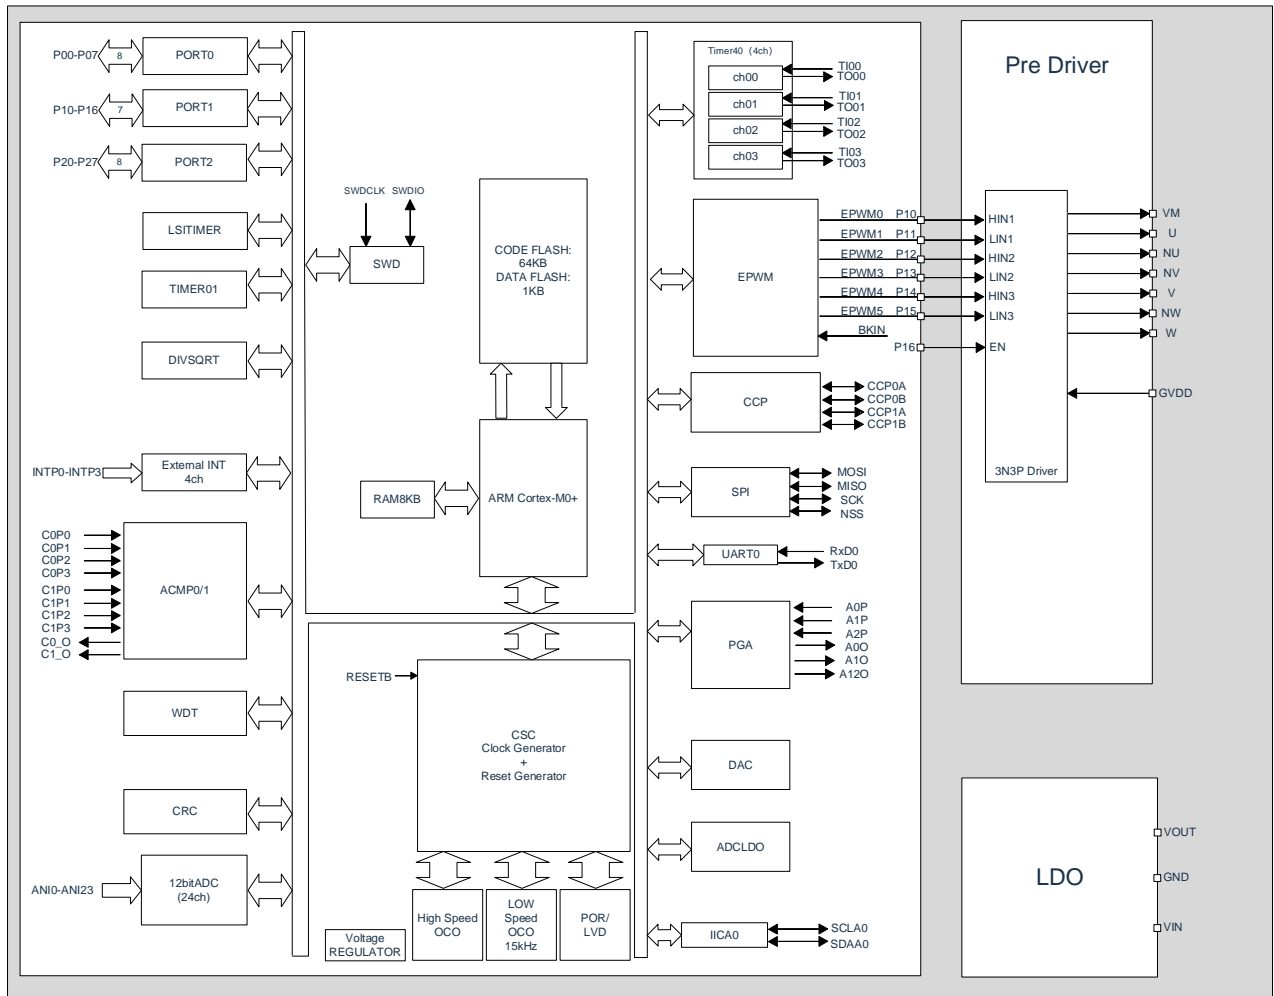 P00-P07
8
PORT0
P10-P16
7
PORT1
P20-P27
8
PORT2
LSITIMER
TIMER01
DIVSQRT
INTP0-INTP3
External INT
4ch
C0P0
C0P1
C0P2
C0P3
C1P0
C1P1
C1P2
C1P3
C0_O
C1_O
ACMP0/1
WDT
CRC
ANI0-ANI23
12bitADC
(24ch)
SWDCLK
SWDIO
SWD
CODE FLASH:
64KB
DATA FLASH:
1KB
RAM8KB
ARM Cortex-M0+
RESETB
CSC
Clock Generator
+
Reset Generator
Voltage
REGULATOR
High Speed
OCO
LOW
Speed
OCO
15kHz
POR/
LVD
Timer40 (4ch)
ch00
TI00
TO00
ch01
TI01
TO01
ch02
TI02
TO02
ch03
TI03
TO03
EPWM
EPWM0 P10
EPWM1 P11
EPWM2 P12
EPWM3 P13
EPWM4 P14
EPWM5 P15
BKIN
P16
CCP
CCP0A
CCP0B
CCP1A
CCP1B
SPI
MOSI
MISO
SCK
NSS
UART0
RxD0
TxD0
PGA
A0P
A1P
A2P
A0O
A1O
A12O
DAC
ADCLDO
IICA0
SCLA0
SDAA0
Pre Driver
HIN1
LIN1
HIN2
LIN2
HIN3
LIN3
EN
3N3P Driver
VM
U
NU
NV
V
NW
W
GVDD
LDO
VOUT
GND
VIN